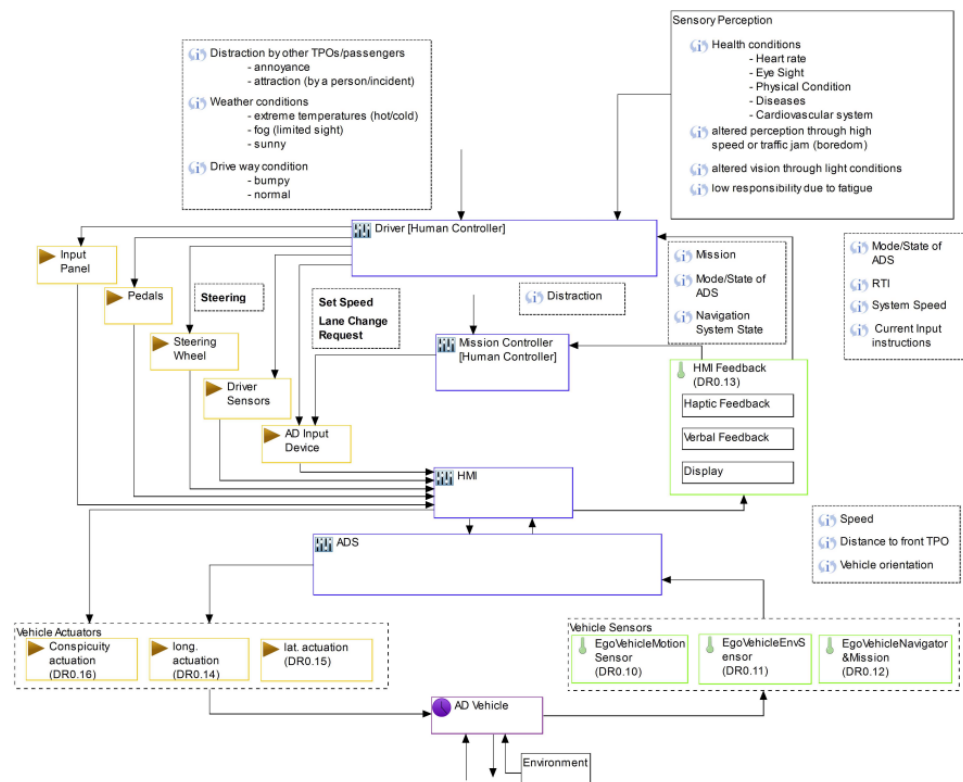 Sensory Perception
Health conditions
- Heart rate
- Eye Sight
- Physical Condition
- Diseases
- Cardiovascular system
altered perception through high
speed or traffic jam (boredom)
altered vision through light conditions
low responsibility due to fatigue
Distraction by other TPOs/passengers
- annoyance
- attraction (by a person/incident)
Weather conditions
- extreme temperatures (hot/cold)
- fog (limited sight)
- sunny
Drive way condition
- bumpy
- normal
Driver [Human Controller]
Input
Panel
Pedals
Steering
Wheel
Driver
Sensors
AD Input
Device
Steering
Set Speed
Lane Change
Request
Distraction
Mission Controller
[Human Controller]
Mission
Mode/State of
ADS
Navigation
System State
Mode/State of
ADS
RTI
System Speed
Current Input
instructions
HMI Feedback
(DR0.13)
Haptic Feedback
Verbal Feedback
Display
HMI
ADS
Speed
Distance to front TPO
Vehicle orientation
Vehicle Actuators
Conspicuity
actuation
(DR0.16)
long.
actuation
(DR0.14)
lat. actuation
(DR0.15)
Vehicle Sensors
EgoVehicleMotion
Sensor
(DR0.10)
EgoVehicleEnvS
ensor
(DR0.11)
EgoVehicleNavigator
&Mission
(DR0.12)
AD Vehicle
Environment